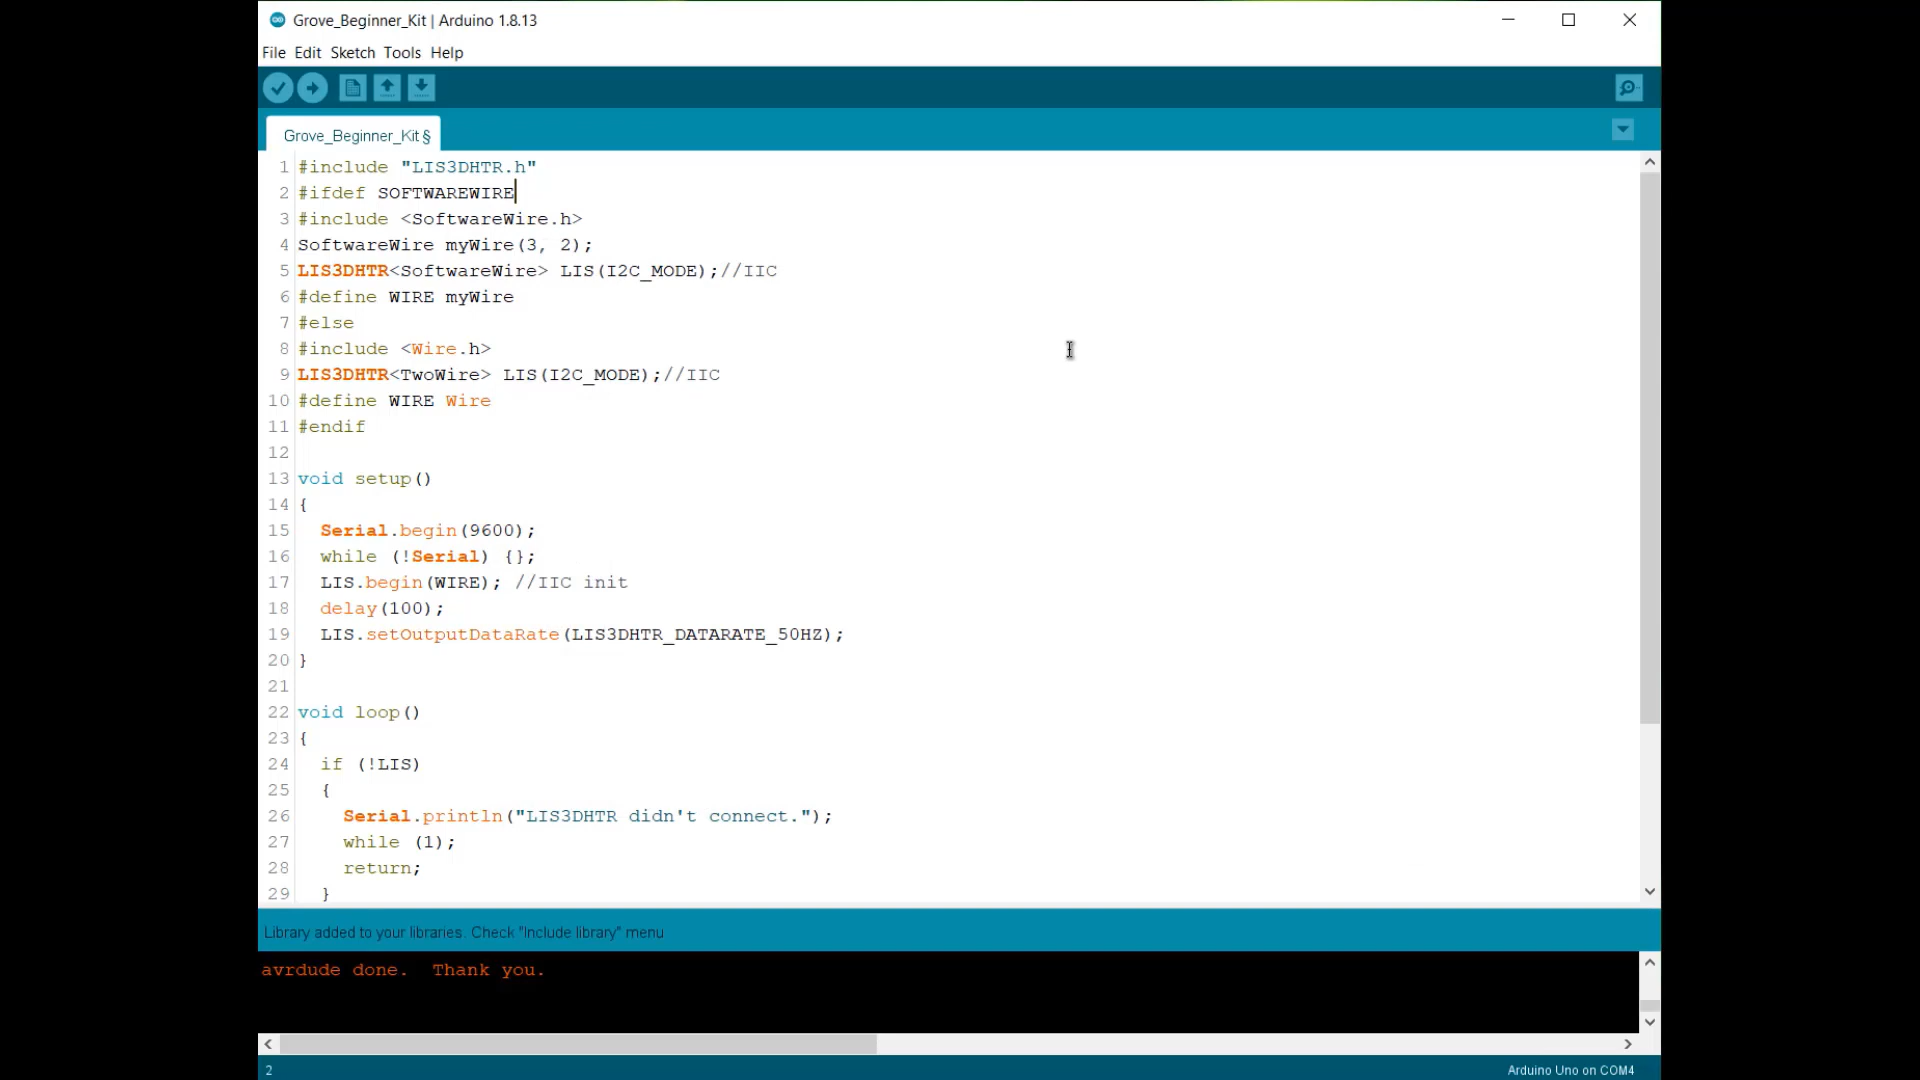 Grove_Beginner_Kit | Arduino 1.8.13
File Edit Sketch Tools Help
Grove_Beginner_Kit §
1 #include "LIS3DHTR.h"
2 #ifdef SOFTWAREWIRE
3 #include <SoftwareWire.h>
4 SoftwareWire myWire(3, 2);
5 LIS3DHTR<SoftwareWire> LIS(I2C_MODE);//IIC
6 #define WIRE myWire
7 #else
8 #include <Wire.h>
9 LIS3DHTR<TwoWire> LIS(I2C_MODE);//IIC
10 #define WIRE Wire
11 #endif
12
13 void setup()
14 {
15   Serial.begin(9600);
16   while (!Serial) {};
17   LIS.begin(WIRE); //IIC init
18   delay(100);
19   LIS.setOutputDataRate(LIS3DHTR_DATARATE_50HZ);
20 }
21
22 void loop()
23 {
24   if (!LIS)
25   {
26     Serial.println("LIS3DHTR didn't connect.");
27     while (1);
28     return;
29   }
Library added to your libraries. Check "Include library" menu
avrdude done.  Thank you.
2
Arduino Uno on COM4